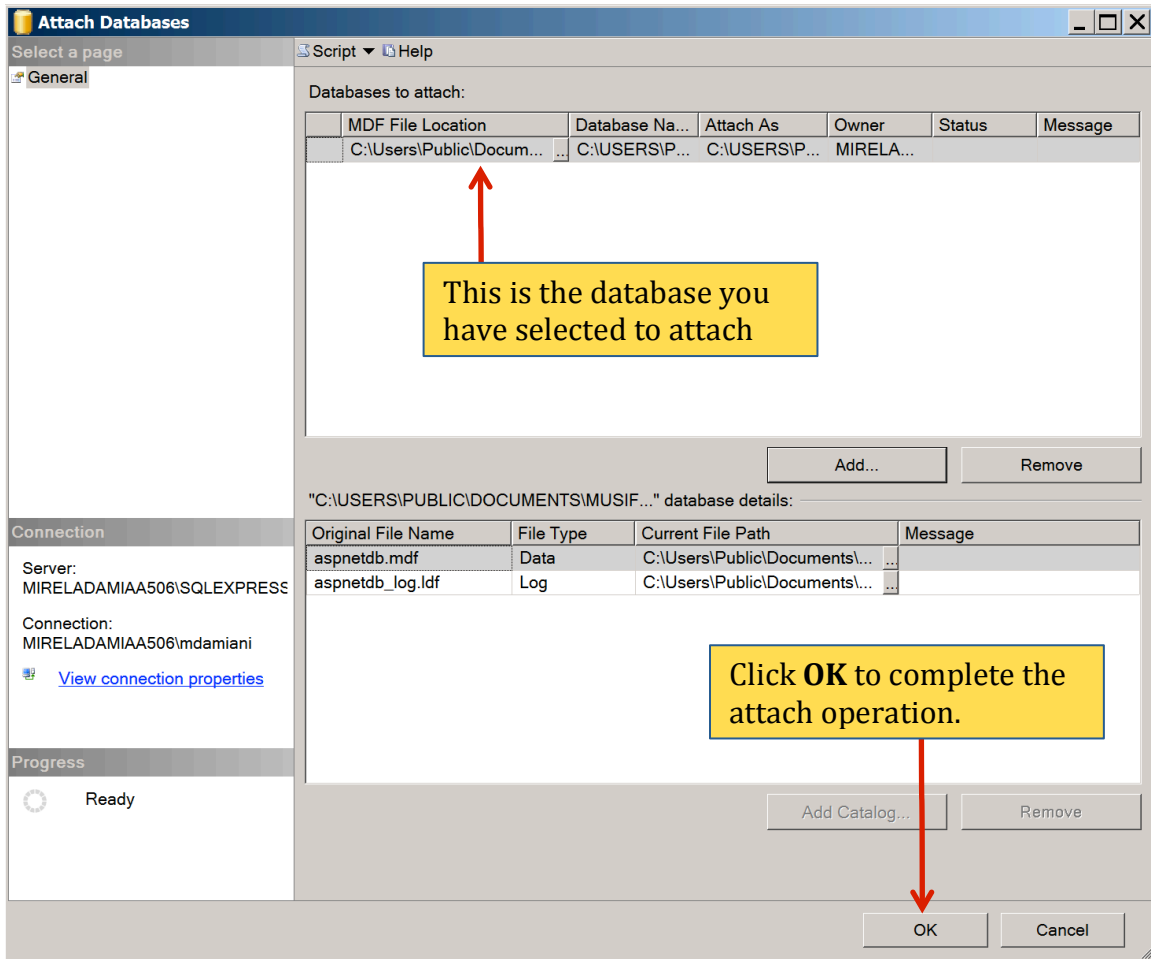 Attach Databases
Select a page
General
Script Help
Databases to attach:
MDF File Location Database Na... Attach As Owner Status Message
C:\Users\Public\Docum... ... C:\USERS\P... C:\USERS\P... MIRELA...
This is the database you
have selected to attach
Add... Remove
"C:\USERS\PUBLIC\DOCUMENTS\MUSIF..." database details:
Original File Name File Type Current File Path Message
aspnetdb.mdf Data C:\Users\Public\Documents\... ...
aspnetdb_log.ldf Log C:\Users\Public\Documents\... ...
Connection
Server:
MIRELADAMIAA506\SQLEXPRESS
Connection:
MIRELADAMIAA506\mdamiani
View connection properties
Click OK to complete the
attach operation.
Progress
Ready
Add Catalog... Remove
OK Cancel